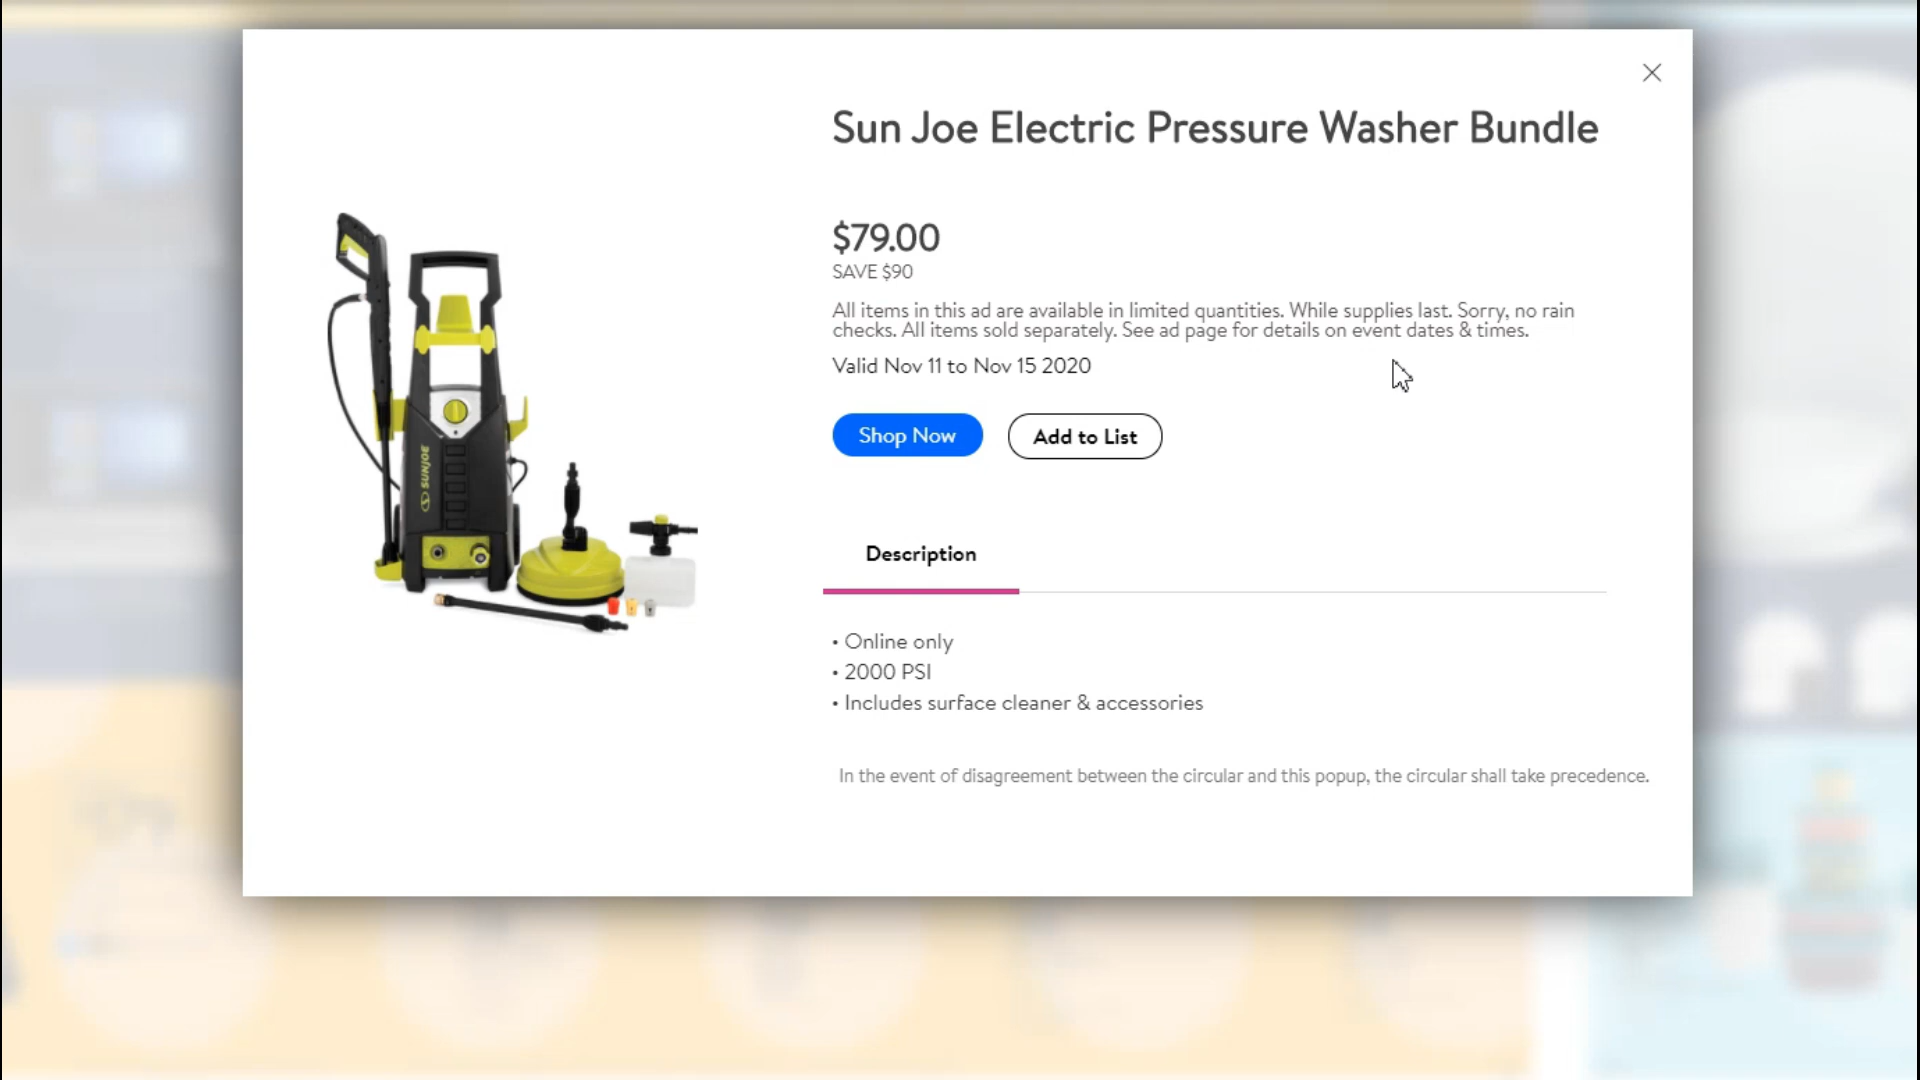 Sun Joe Electric Pressure Washer Bundle
$79.00
SAVE $90
All items in this ad are available in limited quantities. While supplies last. Sorry, no rain
checks. All items sold separately. See ad page for details on event dates & times.
Valid Nov 11 to Nov 15 2020
Shop Now
Add to List
SUNJOE
Description
• Online only
• 2000 PSI
• Includes surface cleaner & accessories
In the event of disagreement between the circular and this popup, the circular shall take precedence.